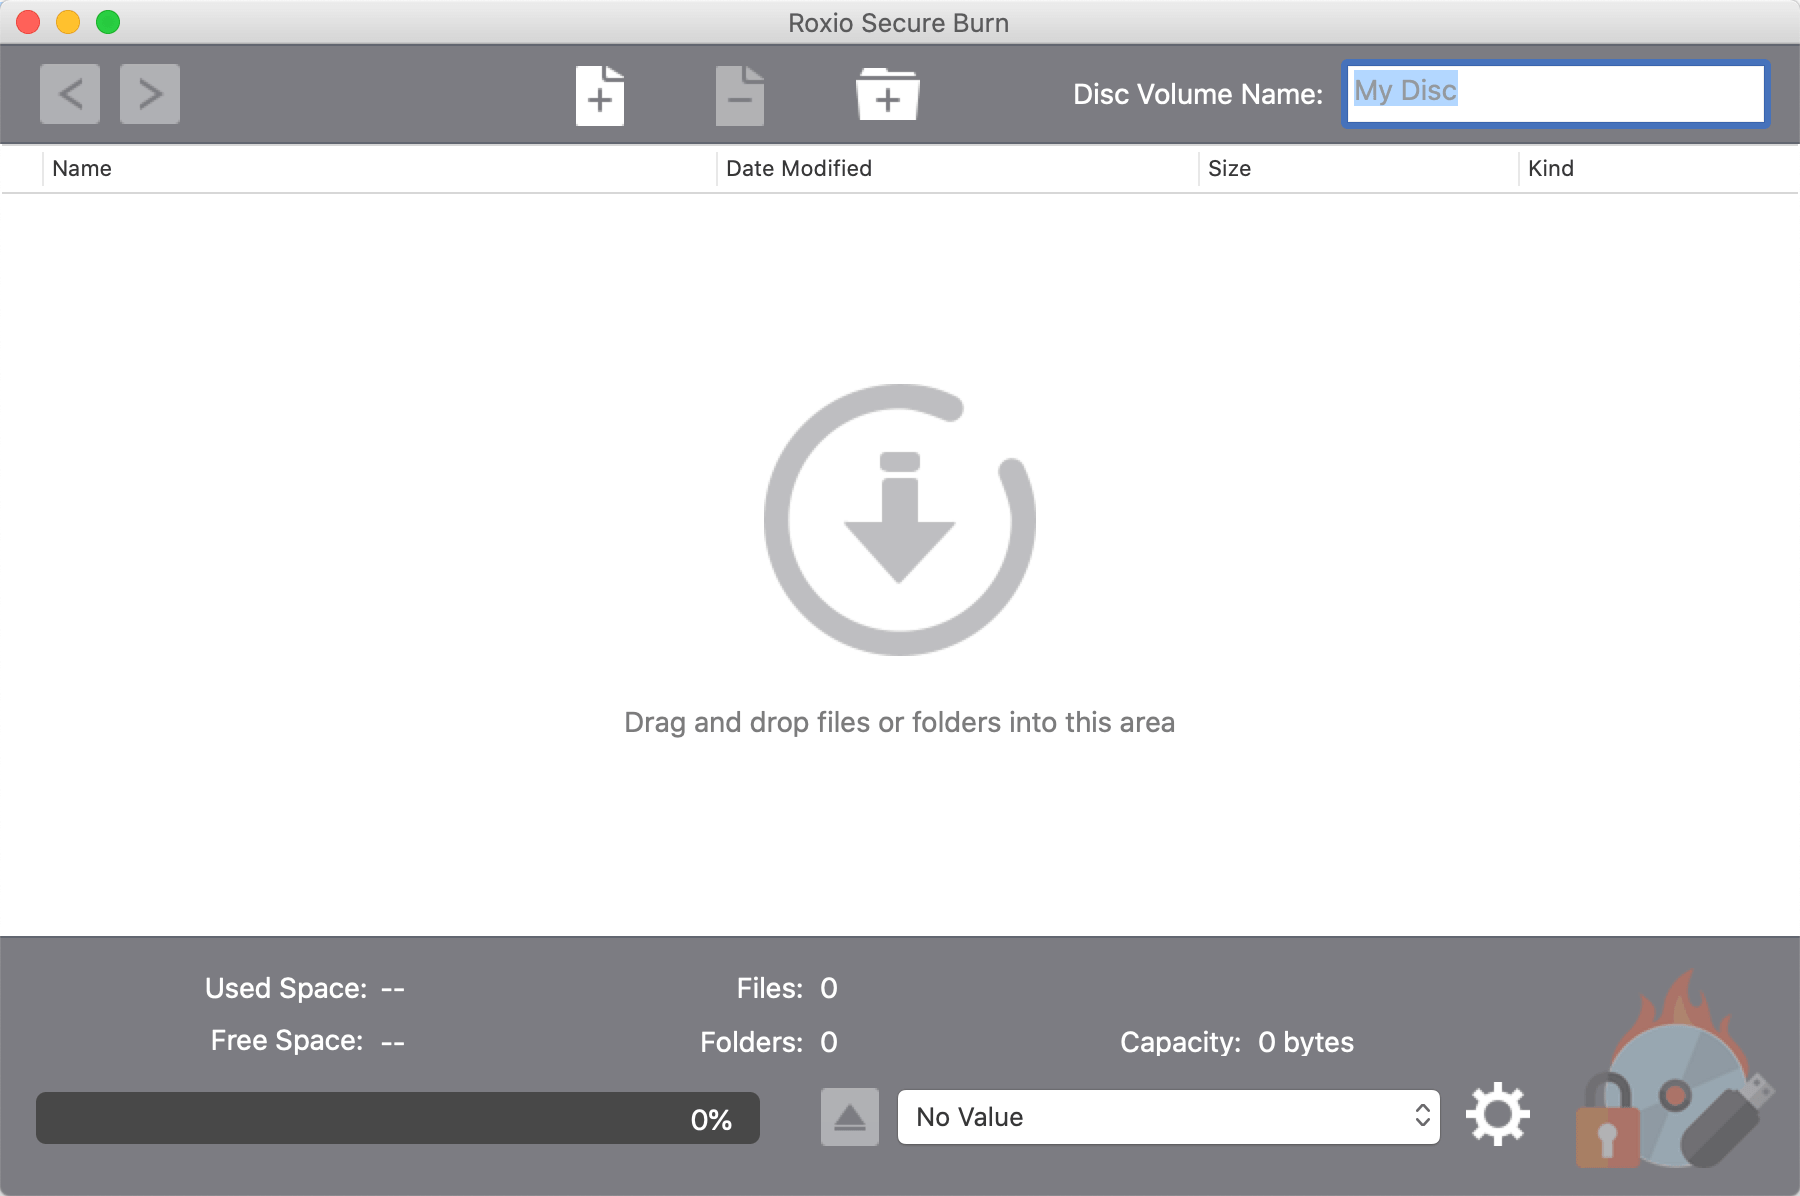 Roxio Secure Burn
Disc Volume Name: My Disc
Name Date Modified Size Kind
Drag and drop files or folders into this area
Used Space: -- Files: 0
Free Space: -- Folders: 0 Capacity: 0 bytes
0% No Value